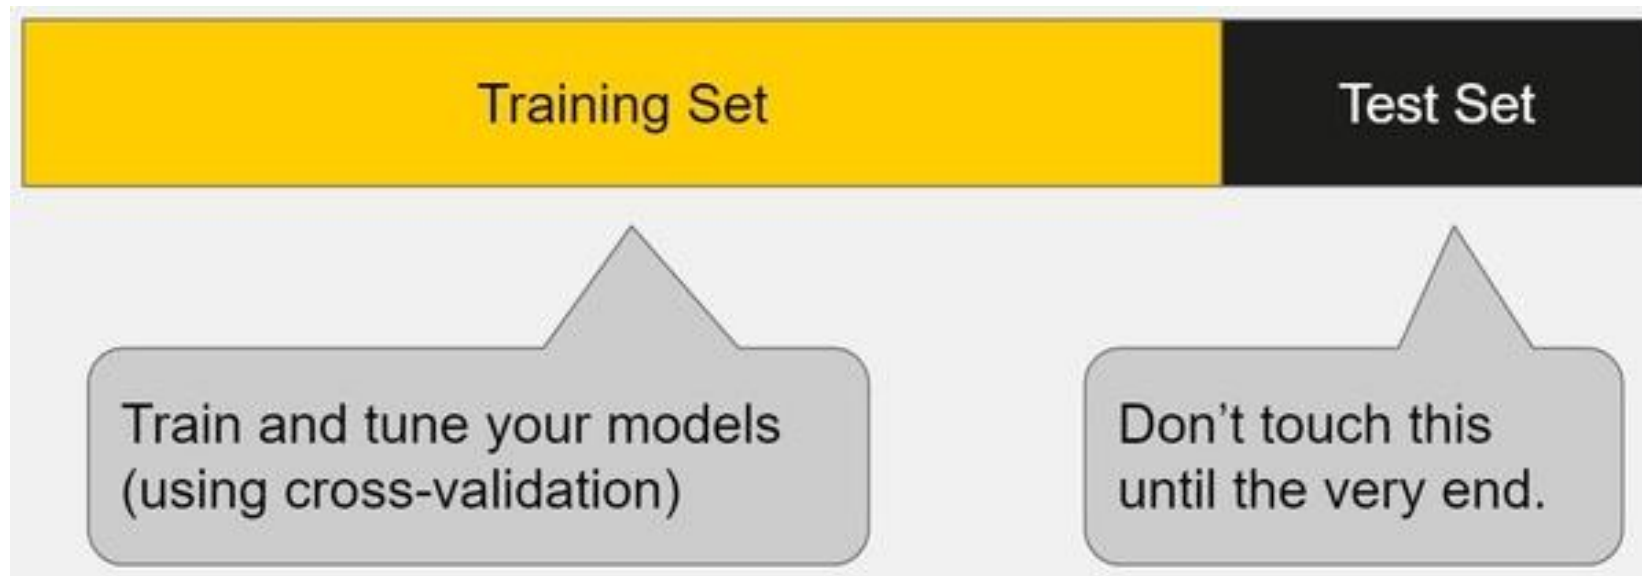 Training Set
Test Set
Train and tune your models
(using cross-validation)
Don’t touch this
until the very end.